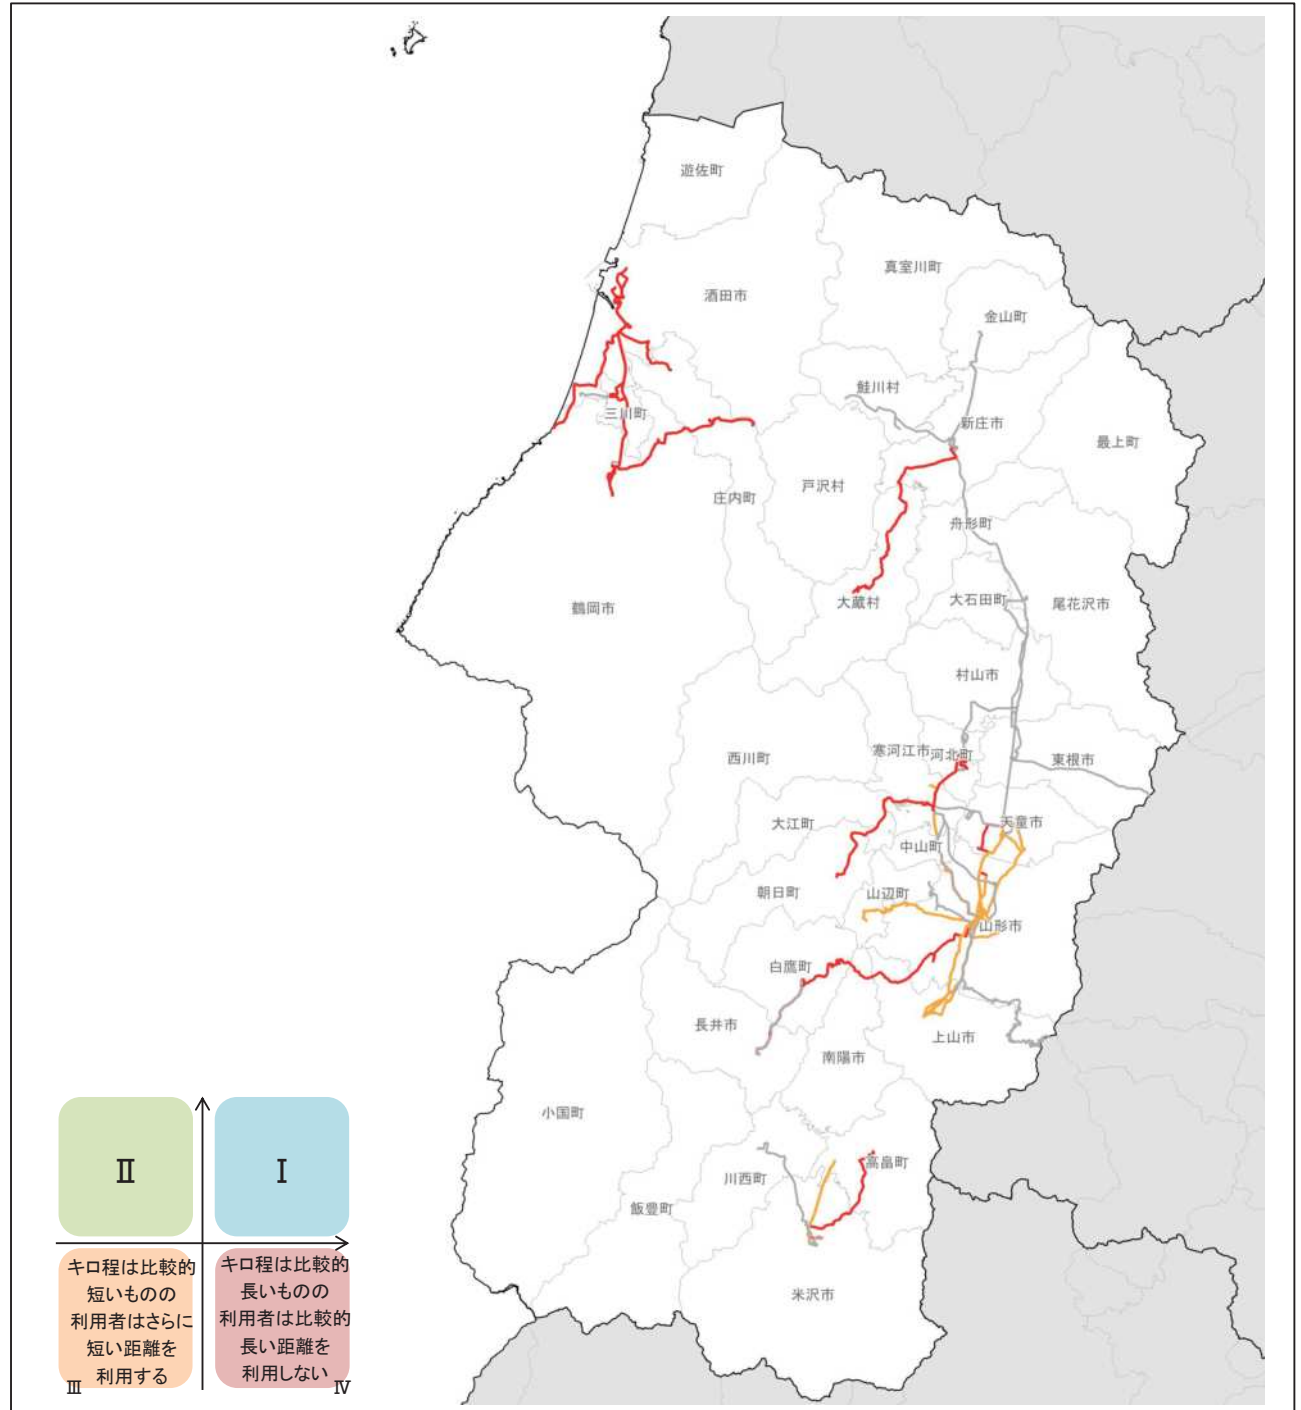 遊佐町
真室川町
酒田市
金山町
鮭川村
三川町
新庄市
最上町
戸沢村
庄内町
舟形町
大蔵村
大石田町
尾花沢市
鶴岡市
村山市
寒河江市
河北町
西川町
東根市
大江町
天童市
中山町
朝日町
山辺町
山形市
白鷹町
長井市
上山市
南陽市
小国町
高畠町
川西町
飯豊町
米沢市
Ⅱ
Ⅰ
キロ程は比較的
短いものの
利用者はさらに
短い距離を
利用する
Ⅲ
キロ程は比較的
長いものの
利用者は比較的
長い距離を
利用しない
Ⅳ